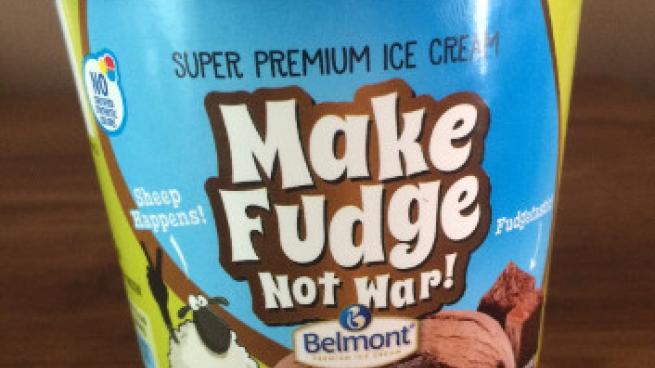 SUPER PREMIUM ICE CREAM
NO
Make
Fudge
Not War!
Sheep
Happens!
Belmont
PREMIUM ICE CREAM